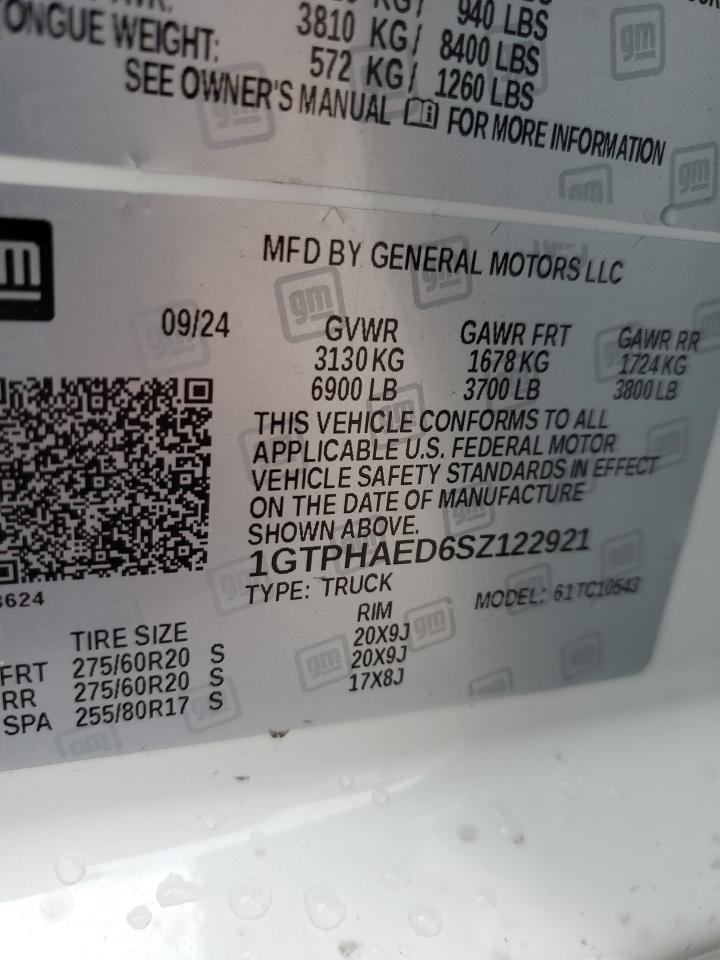 940 LBS
3810 KG/ 8400 LBS
TONGUE WEIGHT: 572 KG/ 1260 LBS
SEE OWNER'S MANUAL FOR MORE INFORMATION
gm
MFD BY GENERAL MOTORS LLC
09/24 GVWR GAWR FRT GAWR RR
3130 KG 1678 KG 1724 KG
6900 LB 3700 LB 3800 LB
THIS VEHICLE CONFORMS TO ALL
APPLICABLE U.S. FEDERAL MOTOR
VEHICLE SAFETY STANDARDS IN EFFECT
ON THE DATE OF MANUFACTURE
SHOWN ABOVE.
1GTPHAED6SZ122921
TYPE: TRUCK MODEL: 61TC10543
TIRE SIZE RIM
FRT 275/60R20 S 20X9J
RR 275/60R20 S 20X9J
SPA 255/80R17 S 17X8J